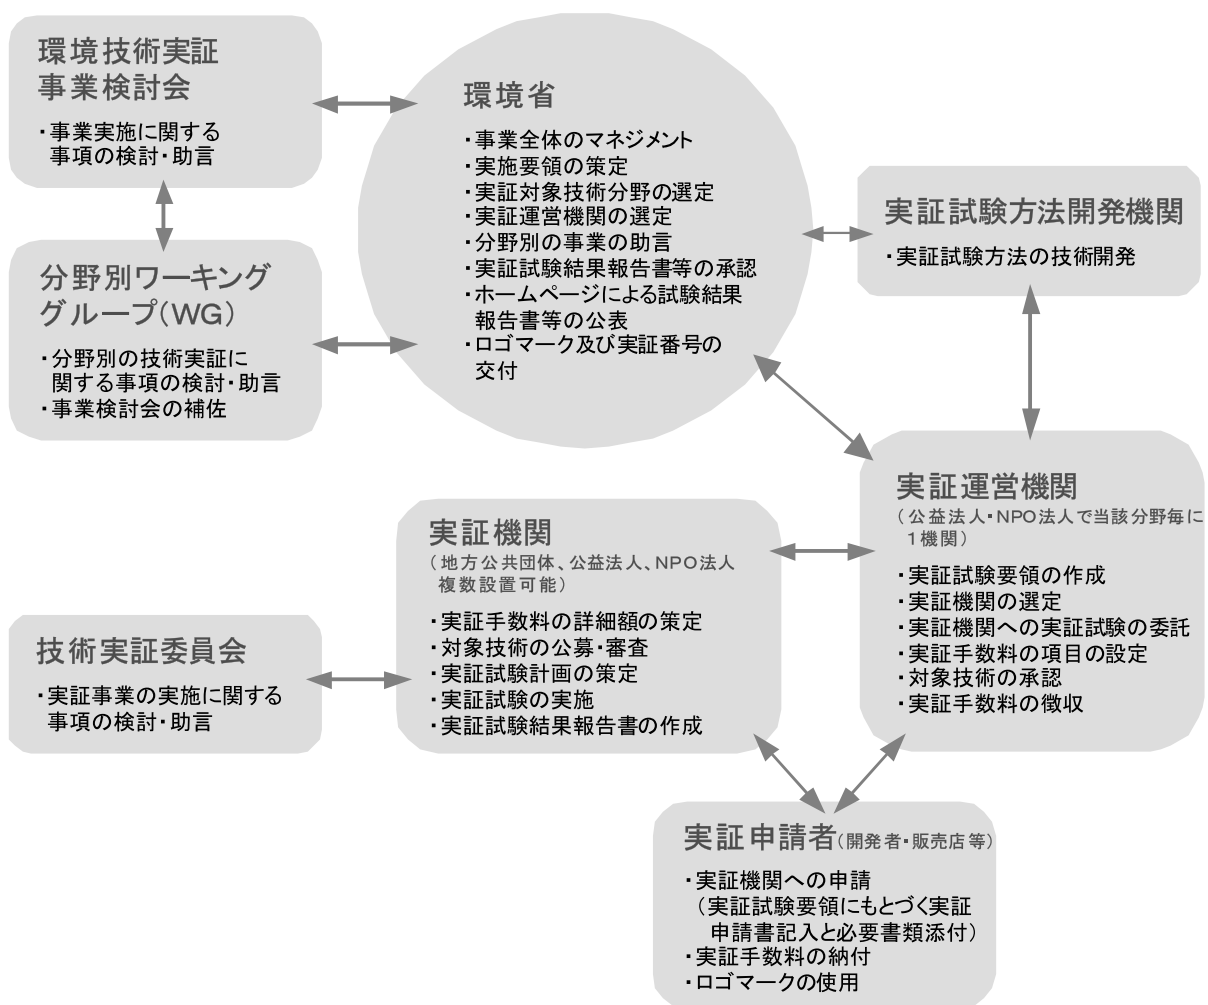 環境技術実証
事業検討会
・事業実施に関する
事項の検討・助言
環境省
・事業全体のマネジメント
・実施要領の策定
・実証対象技術分野の選定
・実証運営機関の選定
・分野別の事業の助言
・実証試験結果報告書等の承認
・ホームページによる試験結果
報告書等の公表
・ロゴマーク及び実証番号の
交付
実証試験方法開発機関
・実証試験方法の技術開発
分野別ワーキング
グループ(WG)
・分野別の技術実証に
関する事項の検討・助言
・事業検討会の補佐
実証運営機関
(公益法人・NPO法人で当該分野毎に
1機関)
・実証試験要領の作成
・実証機関の選定
・実証機関への実証試験の委託
・実証手数料の項目の設定
・対象技術の承認
・実証手数料の徴収
実証機関
(地方公共団体、公益法人、NPO法人
複数設置可能)
・実証手数料の詳細額の策定
・対象技術の公募・審査
・実証試験計画の策定
・実証試験の実施
・実証試験結果報告書の作成
技術実証委員会
・実証事業の実施に関する
事項の検討・助言
実証申請者(開発者・販売店等)
・実証機関への申請
(実証試験要領にもとづく実証
申請書記入と必要書類添付)
・実証手数料の納付
・ロゴマークの使用